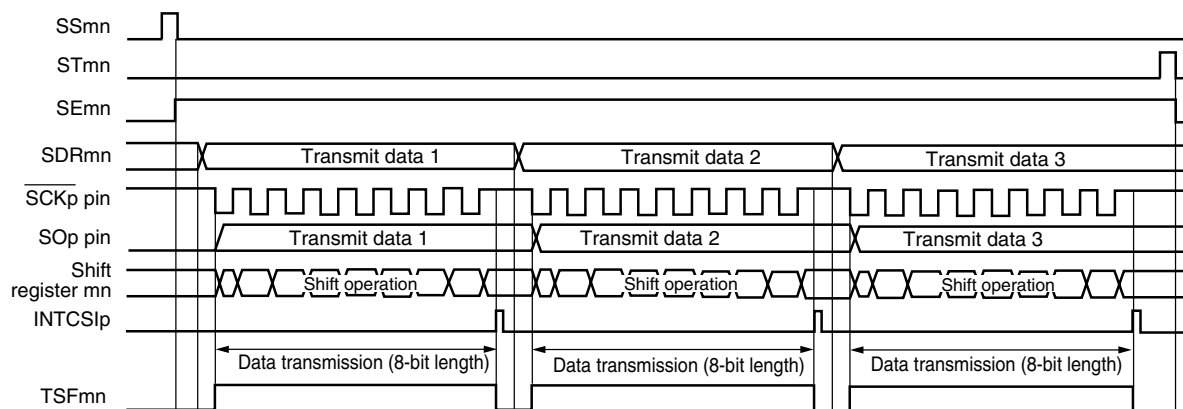 SSmn
STmn
SEmn
SDRmn Transmit data 1 Transmit data 2 Transmit data 3
SCKp pin
SOp pin Transmit data 1 Transmit data 2 Transmit data 3
Shift
register mn Shift operation Shift operation Shift operation
INTCSIp
Data transmission (8-bit length) Data transmission (8-bit length) Data transmission (8-bit length)
TSFmn